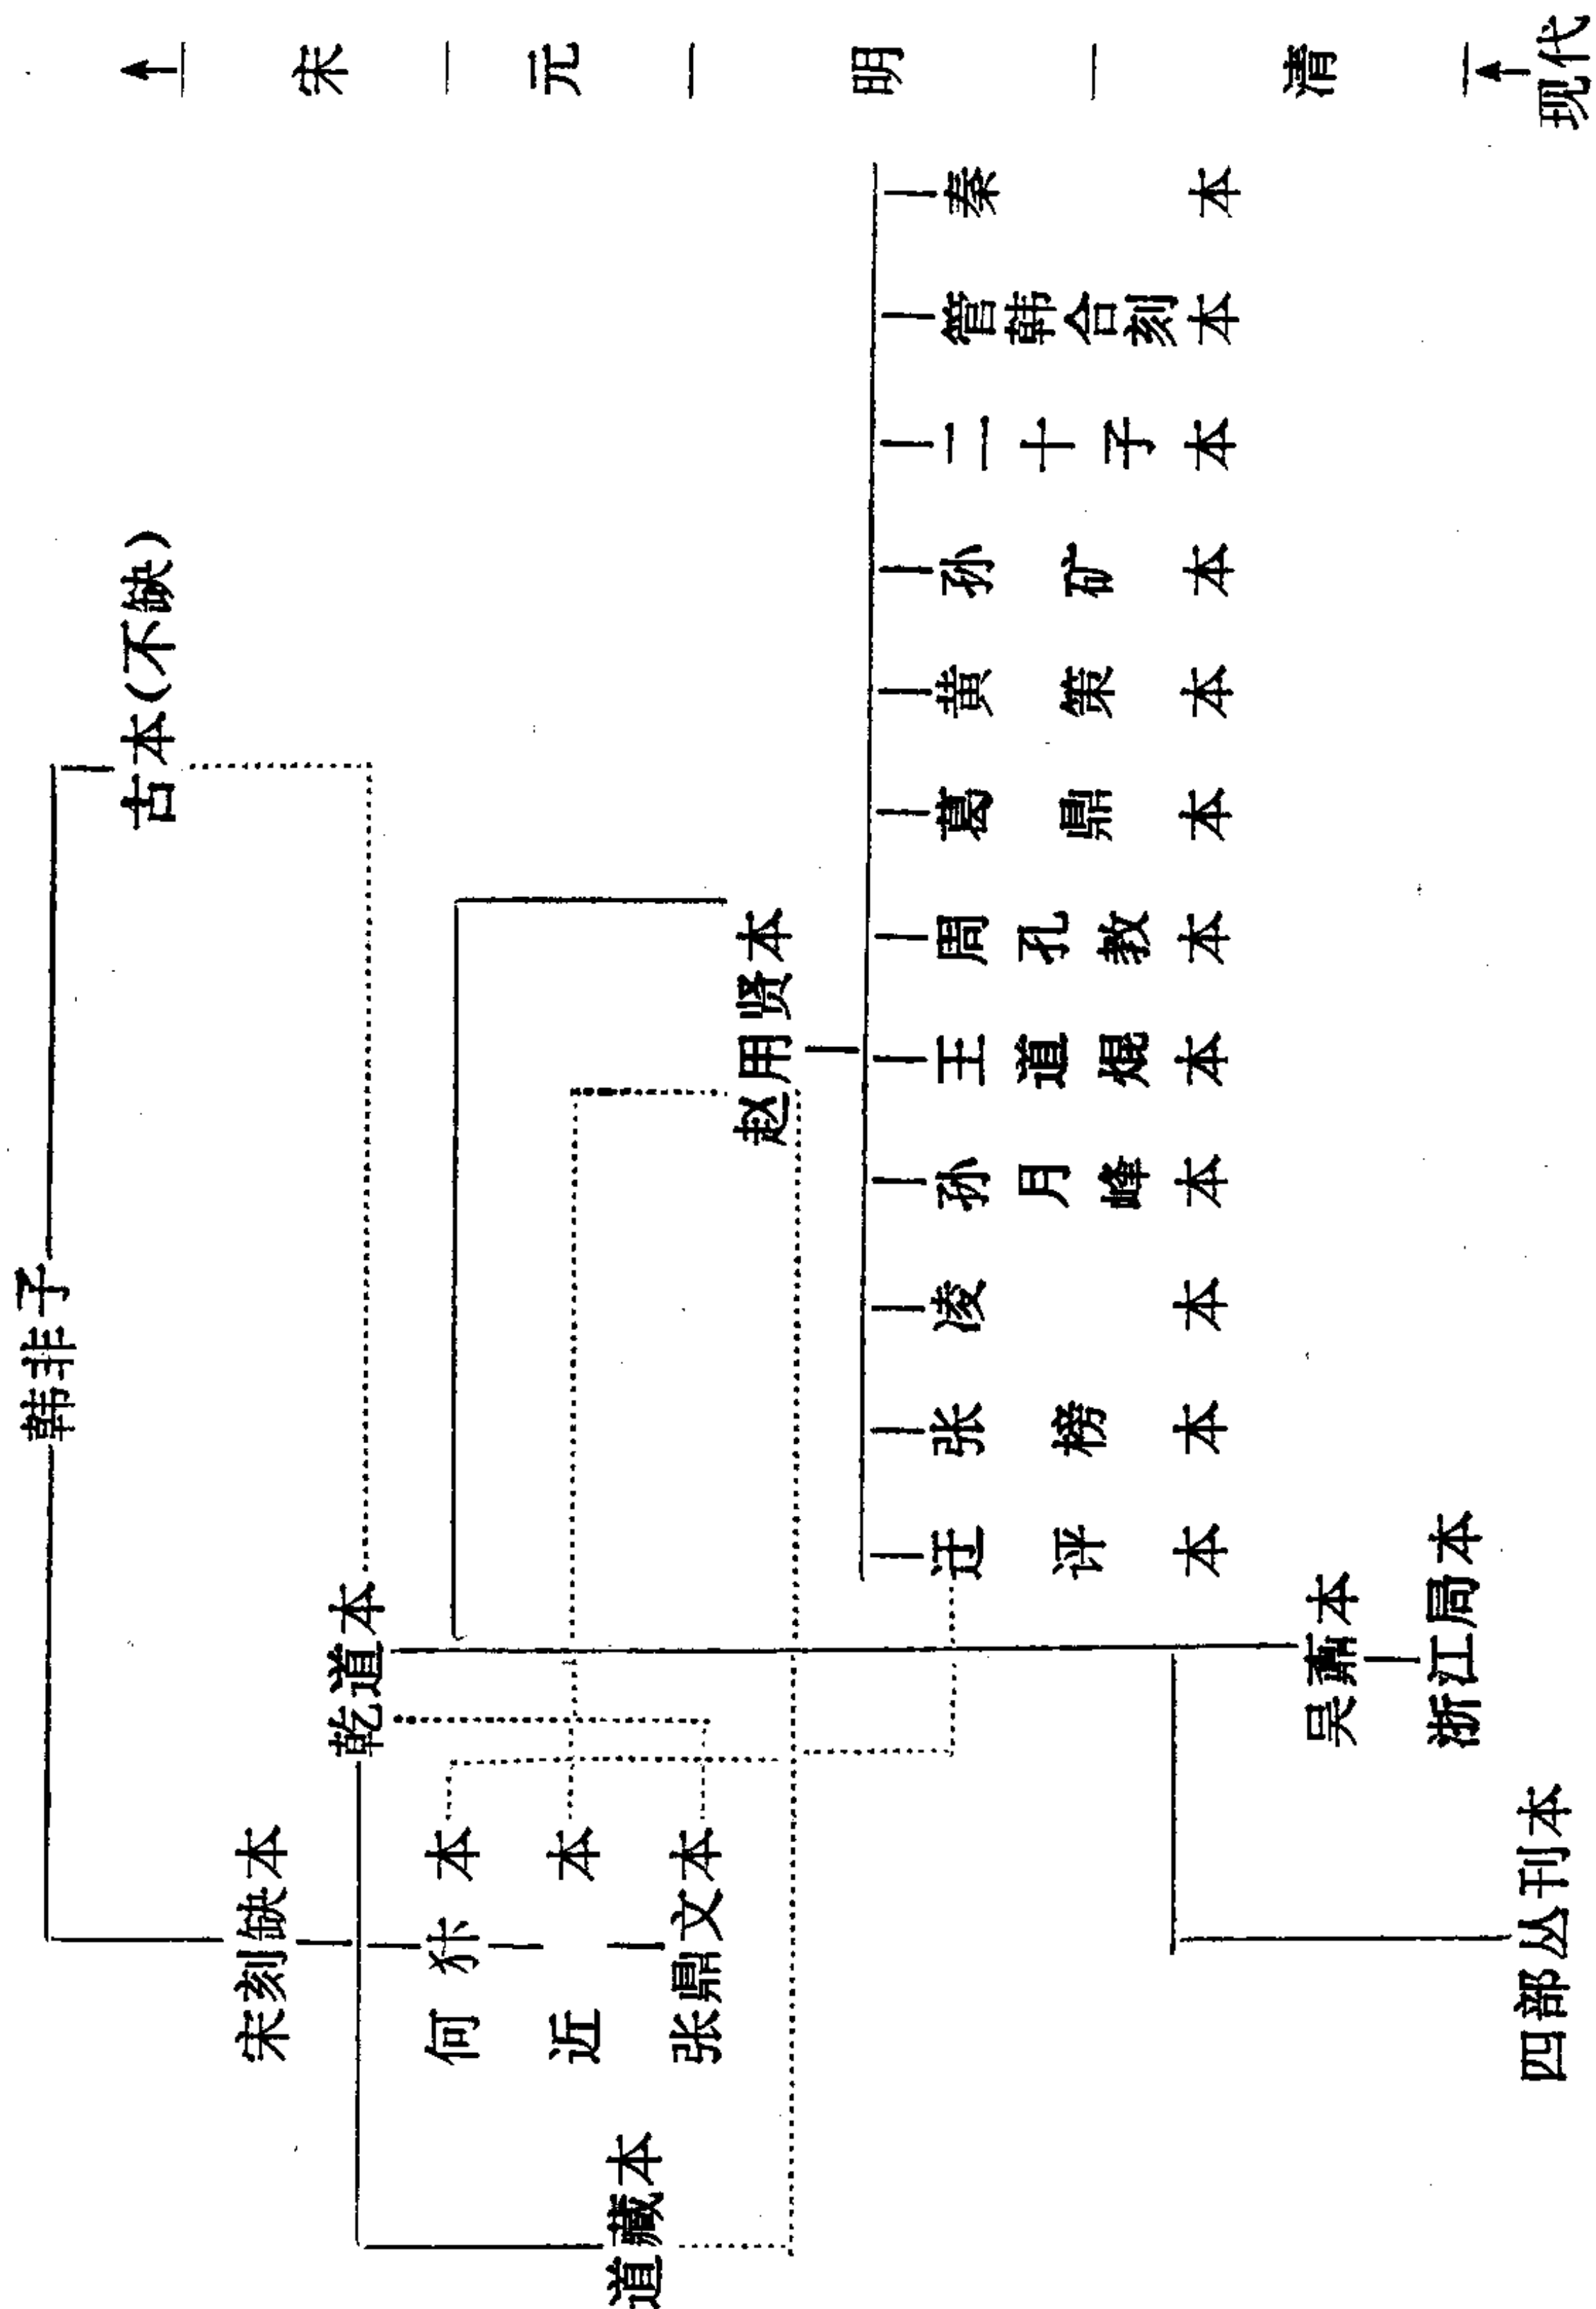 韩非子
古本(不缺)
宋刻缺本
乾道本
何犿本
近本
道藏本
张鼎文本
赵用贤本
迂评本
张榜本
凌本
孙月峰本
王道焜本
周孔教本
葛鼎本
黄策本
孙矿本
二十子本
管韩合刻本
秦本
吴鼒本
浙江局本
四部丛刊本
宋
元
明
清
现代